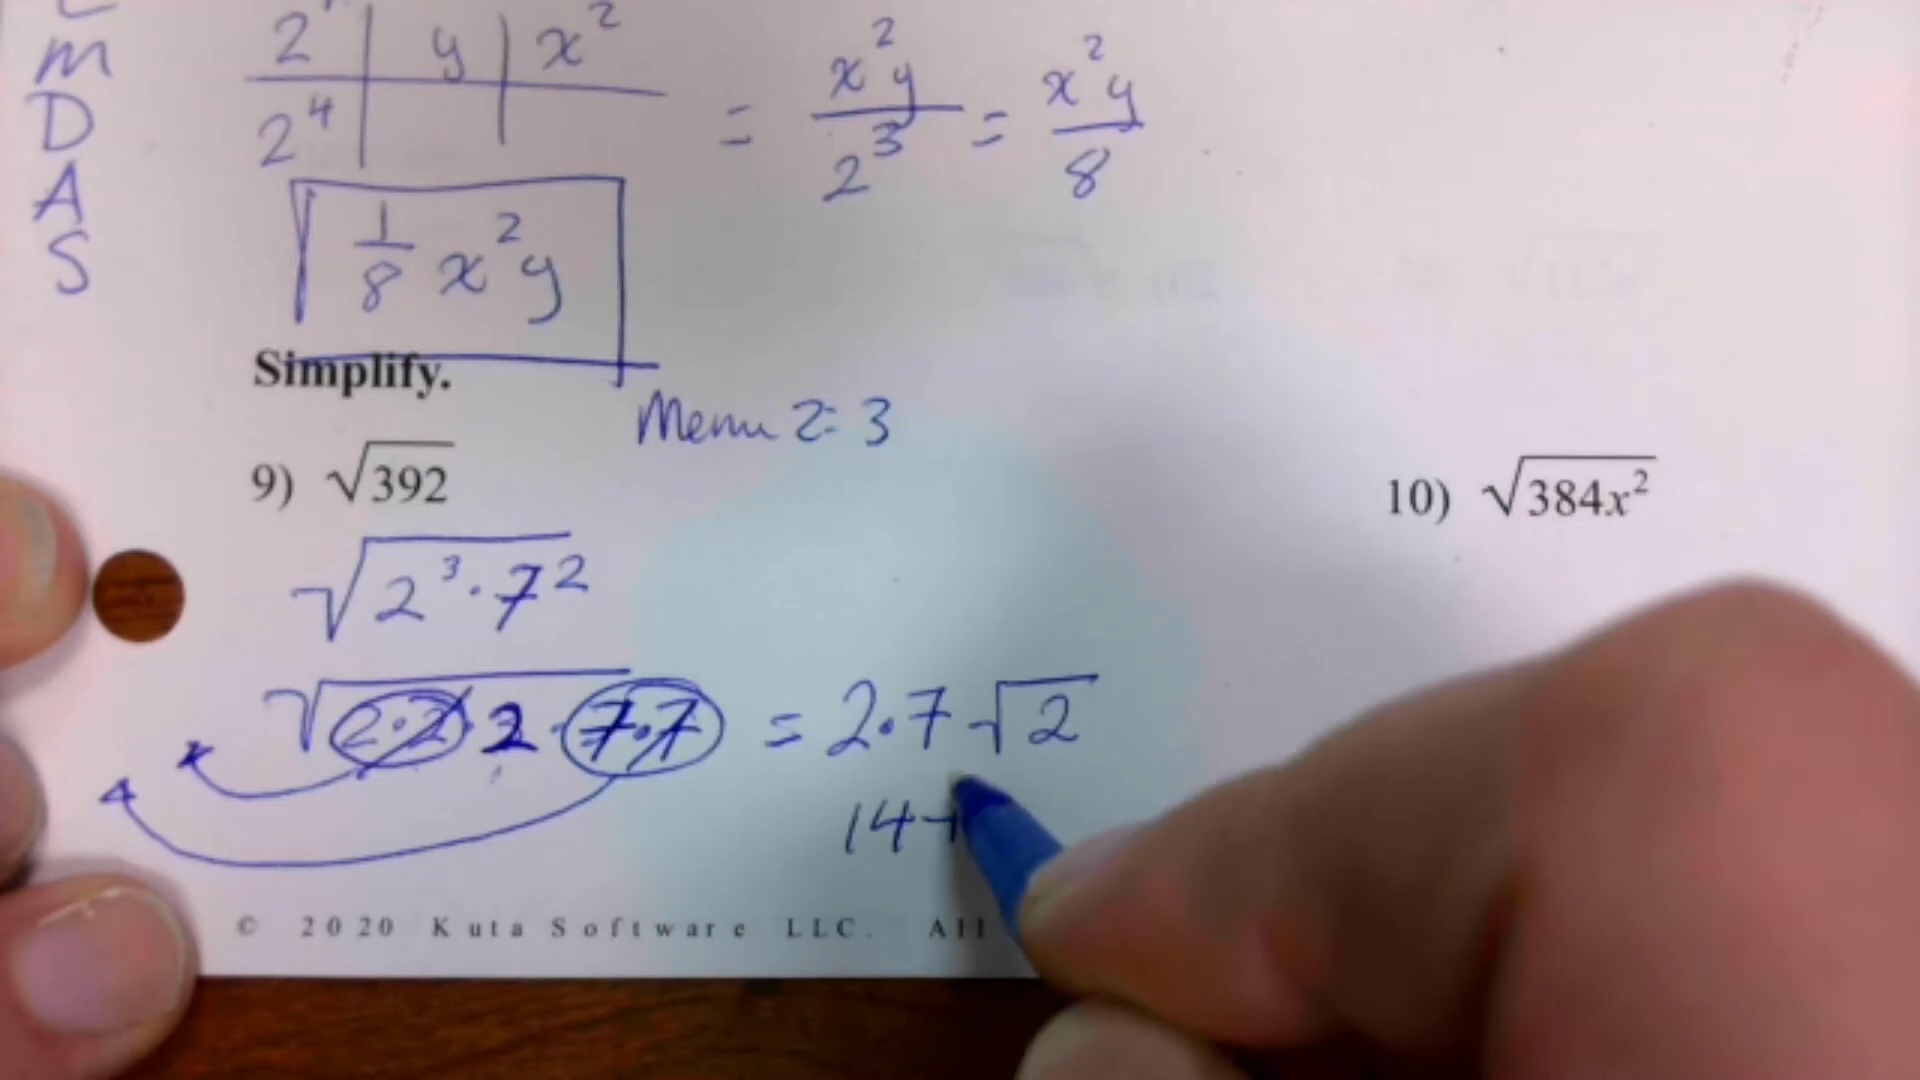 M
D
A
S
2 | y | x²
2⁴
= x²y / 2³ = x²y / 8
1/8 x²y
Simplify.
Menu 2: 3
9) √392
√2³·7²
√2·2·2·7·7 = 2·7√2
14
10) √384x²
© 2020 Kuta Software LLC. All